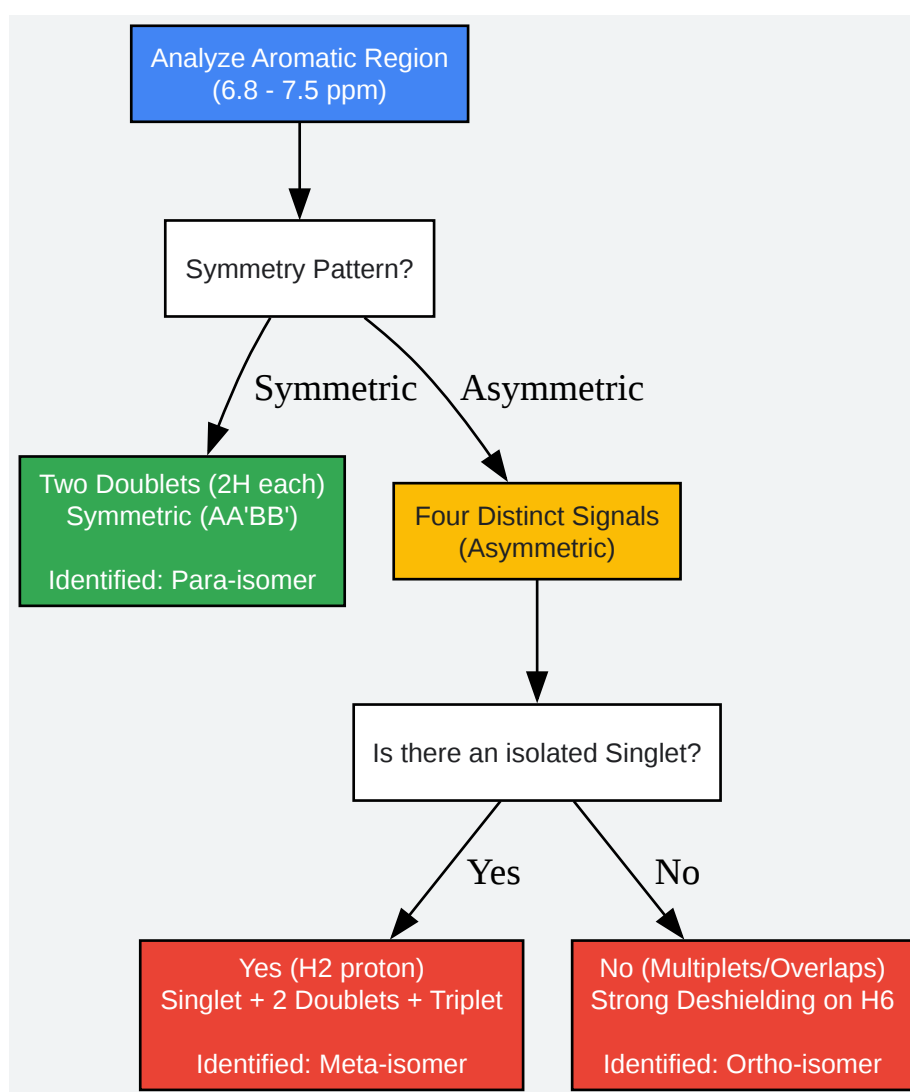 Analyze Aromatic Region
(6.8 - 7.5 ppm)
Symmetry Pattern?
Symmetric
Asymmetric
Two Doublets (2H each)
Symmetric (AA'BB')
Identified: Para-isomer
Four Distinct Signals
(Asymmetric)
Is there an isolated Singlet?
Yes
No
Yes (H2 proton)
Singlet + 2 Doublets + Triplet
Identified: Meta-isomer
No (Multiplets/Overlaps)
Strong Deshielding on H6
Identified: Ortho-isomer